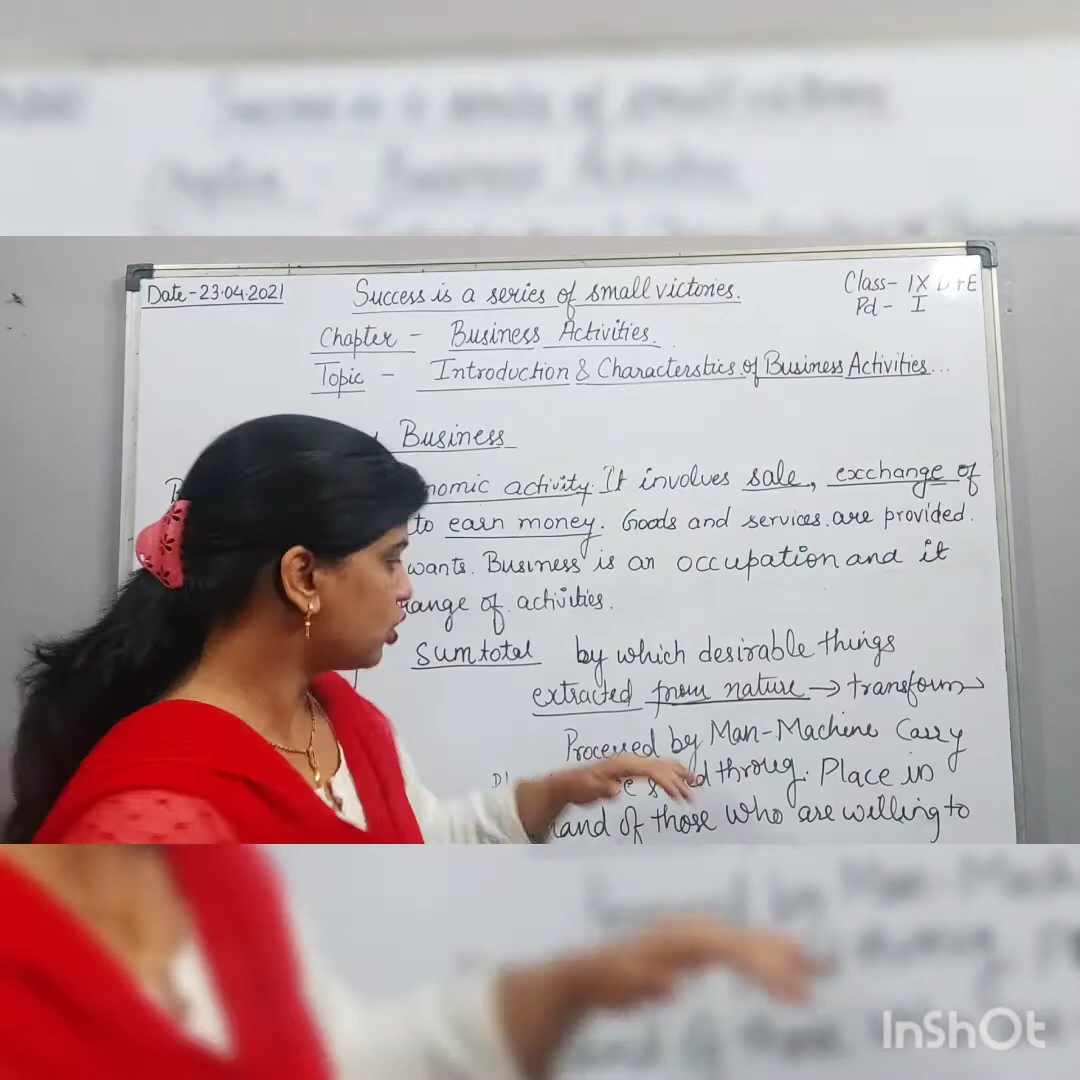 Date-23.04.2021
Success is a series of small victories.
Class- IX D+E
Pd- I
Chapter - Business Activities.
Topic - Introduction & Characterstics of Business Activities...
Business
nomic activity. It involves sale, exchange of
to earn money. Goods and services are provided.
wants. Business is an occupation and it
range of activities.
Sumtotal by which desirable things
extracted from nature → transform →
Processed by Man-Machine Carry
throug. Place in
hand of those who are willing to
InShOt